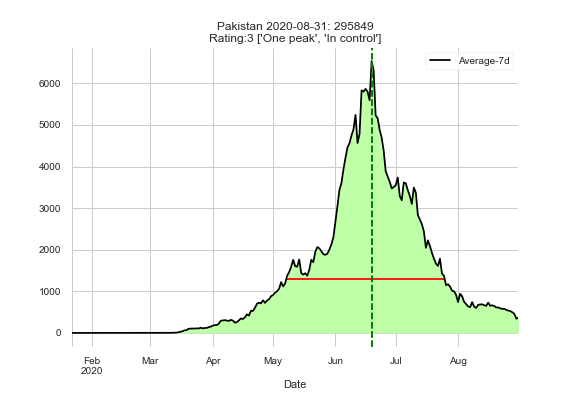 Pakistan 2020-08-31: 295849
Rating:3 ['One peak', 'In control']
Average-7d
6000
5000
4000
3000
2000
1000
0
Feb Mar Apr May Jun Jul Aug
2020
Date